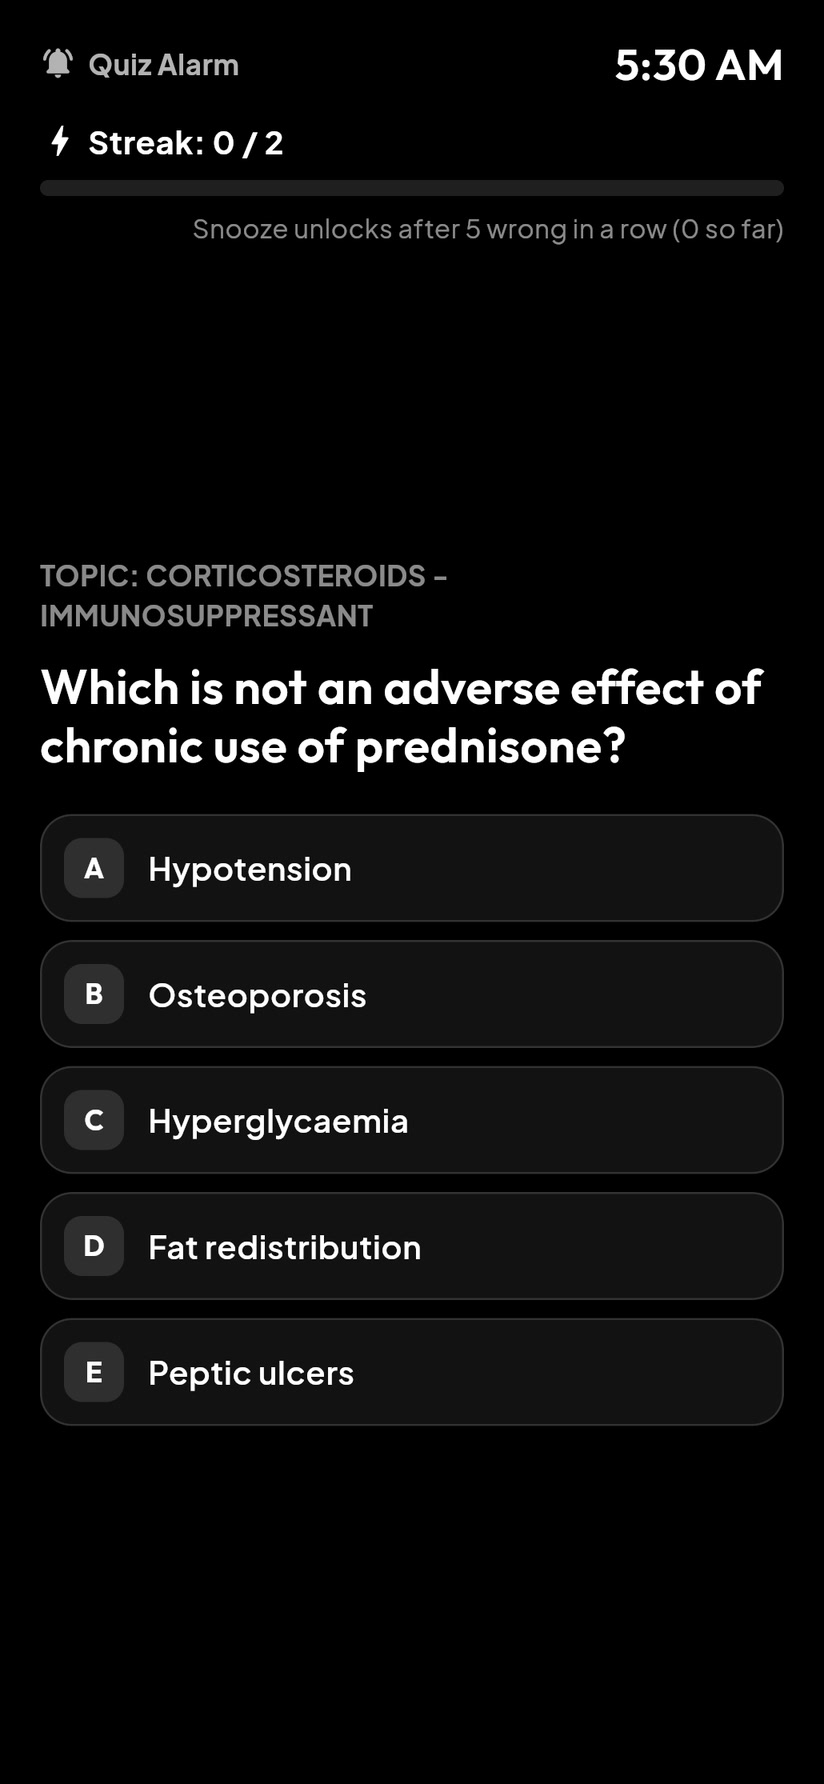 Quiz Alarm
5:30 AM
Streak: 0 / 2
Snooze unlocks after 5 wrong in a row (0 so far)
TOPIC: CORTICOSTEROIDS –
IMMUNOSUPPRESSANT
Which is not an adverse effect of
chronic use of prednisone?
A Hypotension
B Osteoporosis
C Hyperglycaemia
D Fat redistribution
E Peptic ulcers